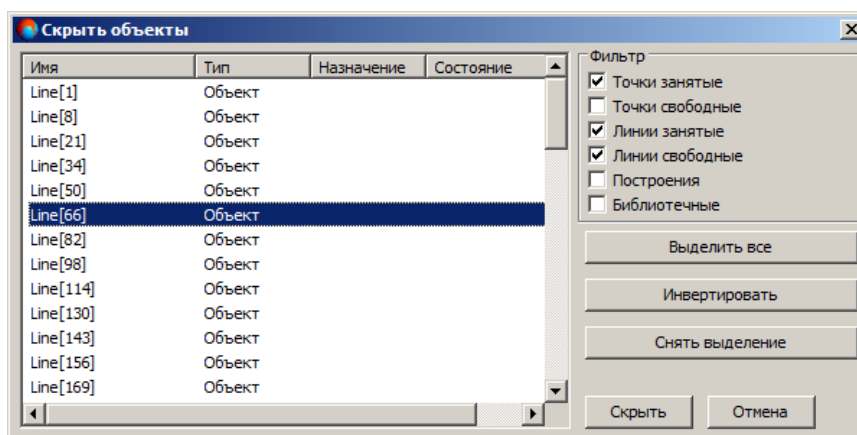 Скрыть объекты
Имя Тип Назначение Состояние
Line[1] Объект
Line[8] Объект
Line[21] Объект
Line[34] Объект
Line[50] Объект
Line[66] Объект
Line[82] Объект
Line[98] Объект
Line[114] Объект
Line[130] Объект
Line[143] Объект
Line[156] Объект
Line[169] Объект
Фильтр
Точки занятые
Точки свободные
Линии занятые
Линии свободные
Построения
Библиотечные
Выделить все
Инвертировать
Снять выделение
Скрыть Отмена